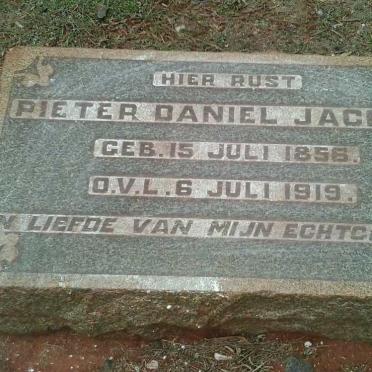 HIER RUST
PIETER DANIEL JAC
GEB. 15 JULI 1856.
O.V.L. 6 JULI 1919.
LIEFDE VAN MIJN ECHTG